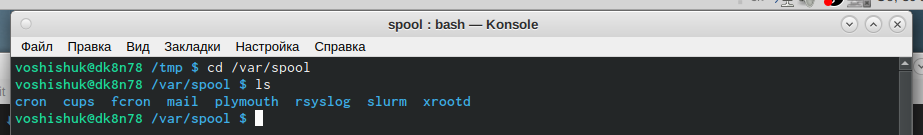 spool : bash — Konsole
Файл Правка Вид Закладки Настройка Справка
voshishuk@dk8n78 /tmp $ cd /var/spool
voshishuk@dk8n78 /var/spool $ ls
cron cups fcron mail plymouth rsyslog slurm xrootd
voshishuk@dk8n78 /var/spool $